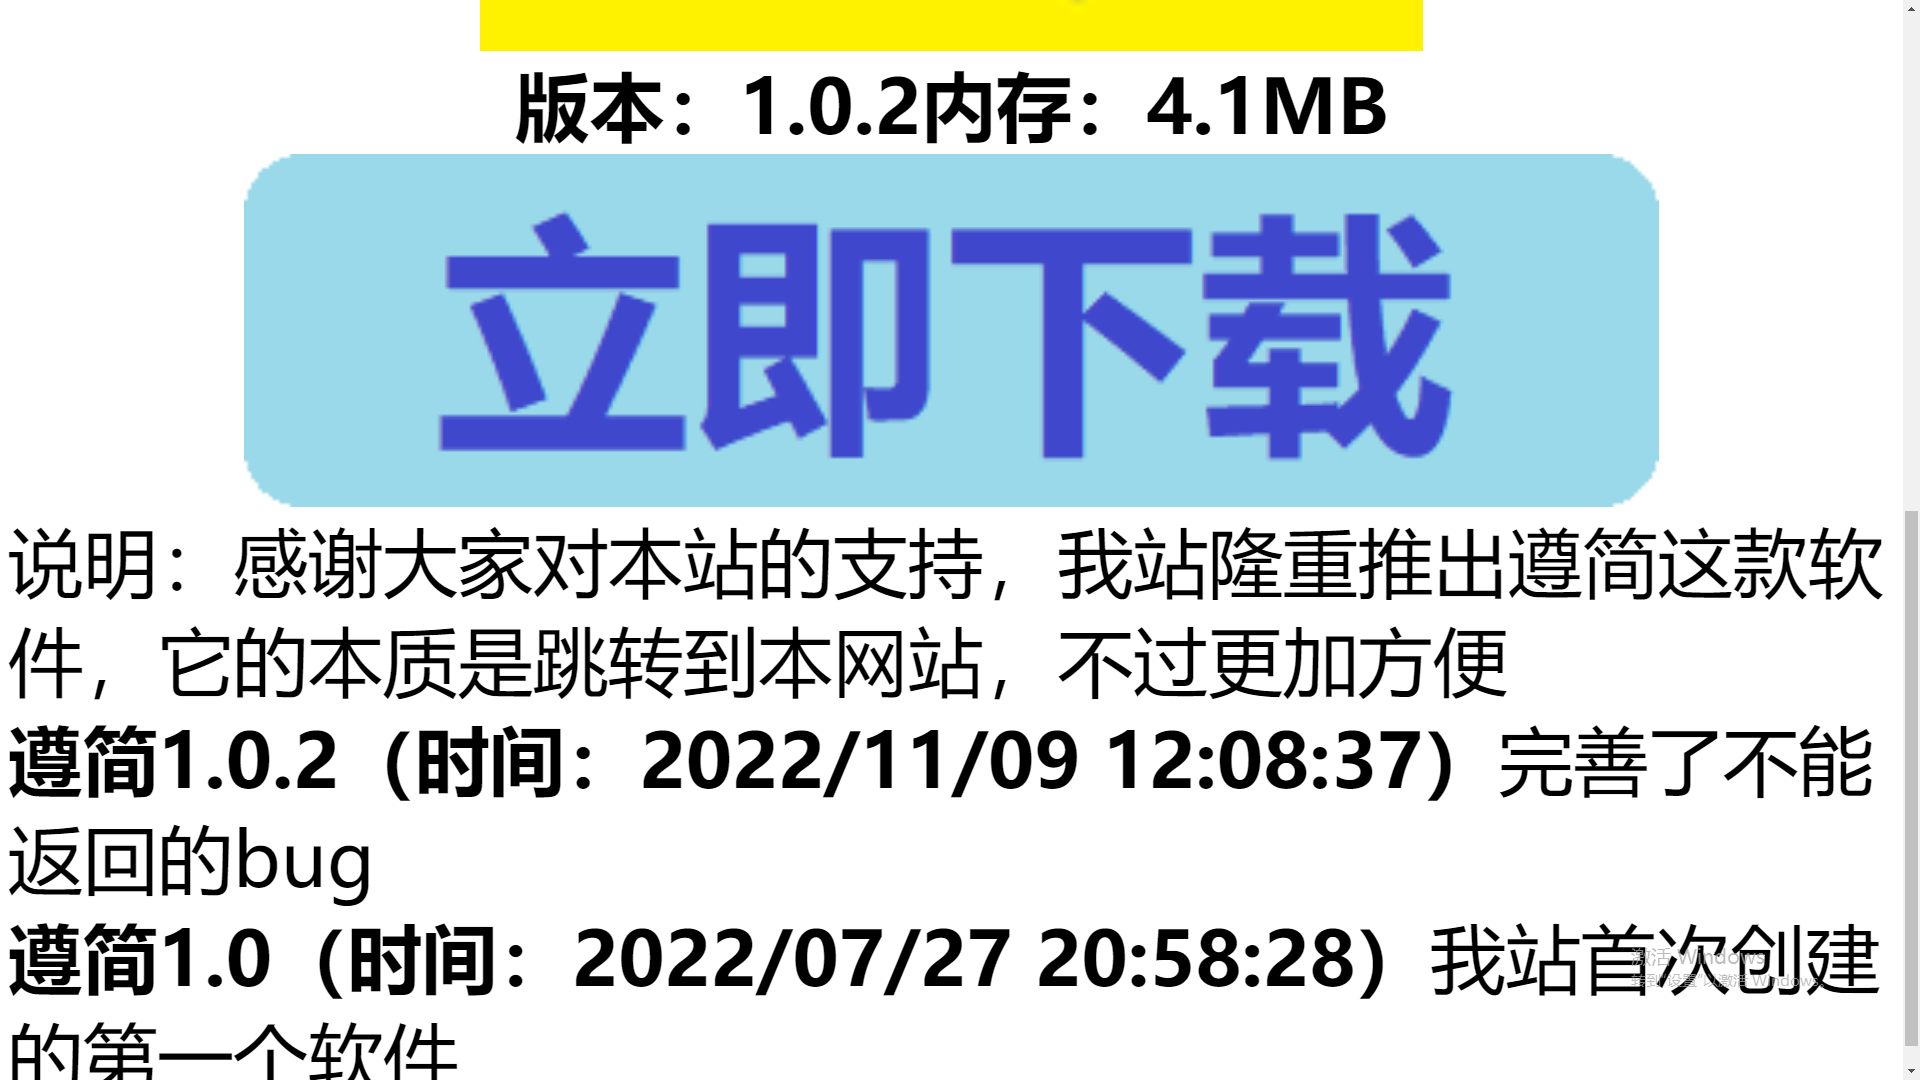 版本：1.0.2内存：4.1MB
立即下载
说明：感谢大家对本站的支持，我站隆重推出遵简这款软
件，它的本质是跳转到本网站，不过更加方便
遵简1.0.2（时间：2022/11/09 12:08:37）完善了不能
返回的bug
遵简1.0（时间：2022/07/27 20:58:28）我站首次创建
的第一个软件
激活 Windows
转到"设置"以激活 Windows。